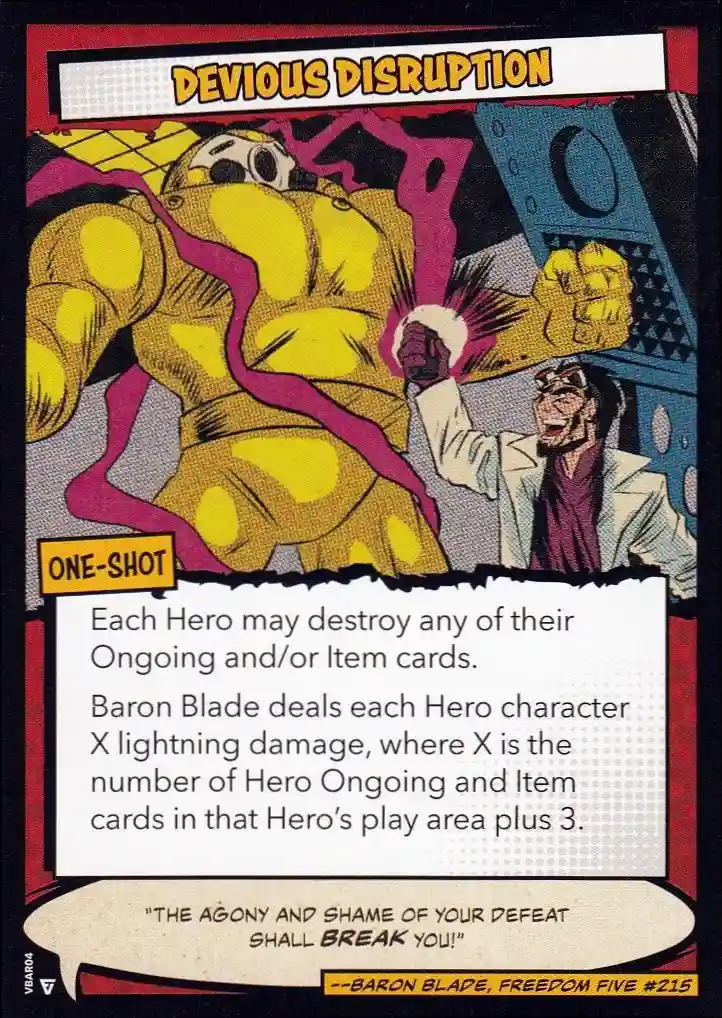 DEVIOUS DISRUPTION
ONE-SHOT
Each Hero may destroy any of their
Ongoing and/or Item cards.
Baron Blade deals each Hero character
X lightning damage, where X is the
number of Hero Ongoing and Item
cards in that Hero's play area plus 3.
"THE AGONY AND SHAME OF YOUR DEFEAT
SHALL BREAK YOU!"
--BARON BLADE, FREEDOM FIVE #215
VBAR04